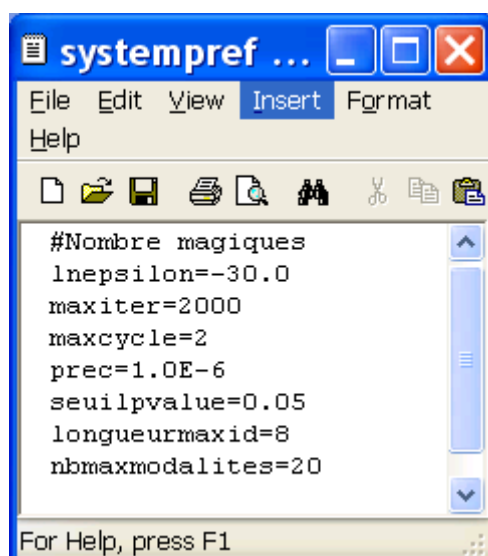 systempref ...
File Edit View Insert Format
Help
#Nombre magiques
lnepsilon=-30.0
maxiter=2000
maxcycle=2
prec=1.0E-6
seuilpvalue=0.05
longueurmaxid=8
nbmaxmodalites=20
For Help, press F1